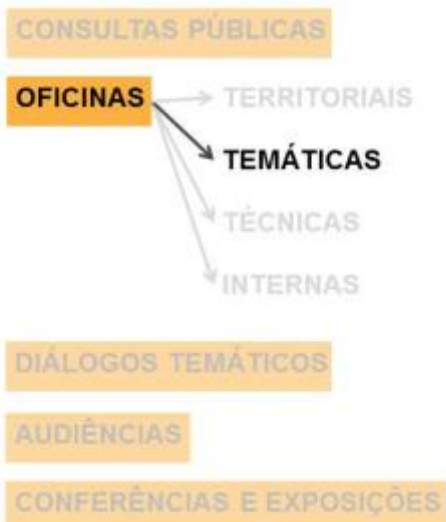 CONSULTAS PÚBLICAS
OFICINAS
TERRITORIAIS
TEMÁTICAS
TÉCNICAS
INTERNAS
DIÁLOGOS TEMÁTICOS
AUDIÊNCIAS
CONFERÊNCIAS E EXPOSIÇÕES